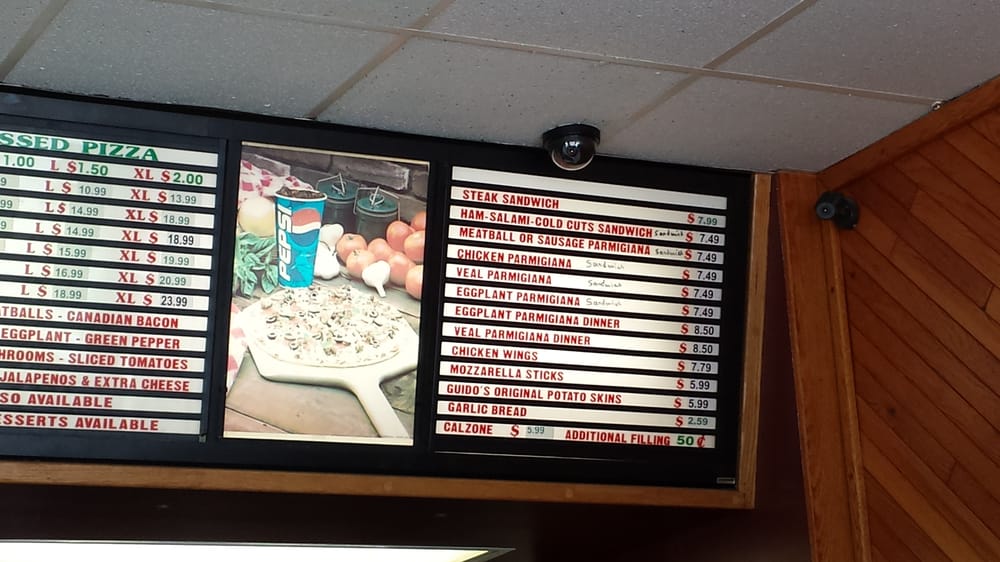 SSED PIZZA
1.00 L $1.50 XL $2.00
L $ 10.99 XL $ 13.99
L $ 14.99 XL $ 18.99
L $ 14.99 XL $ 18.99
L $ 15.99 XL $ 19.99
L $ 16.99 XL $ 20.99
L $ 18.99 XL $ 23.99
ATBALLS - CANADIAN BACON
EGGPLANT - GREEN PEPPER
HROOMS - SLICED TOMATOES
JALAPENOS & EXTRA CHEESE
SO AVAILABLE
ESSERTS AVAILABLE
PEPSI
STEAK SANDWICH $ 7.99
HAM-SALAMI-COLD CUTS SANDWICH Sandwich $ 7.49
MEATBALL OR SAUSAGE PARMIGIANA Sandwich $ 7.49
CHICKEN PARMIGIANA Sandwich $ 7.49
VEAL PARMIGIANA Sandwich $ 7.49
EGGPLANT PARMIGIANA Sandwich $ 7.49
EGGPLANT PARMIGIANA DINNER $ 8.50
VEAL PARMIGIANA DINNER $ 8.50
CHICKEN WINGS $ 7.79
MOZZARELLA STICKS $ 5.99
GUIDO'S ORIGINAL POTATO SKINS $ 5.99
GARLIC BREAD $ 2.59
CALZONE $ 5.99 ADDITIONAL FILLING 50 ¢